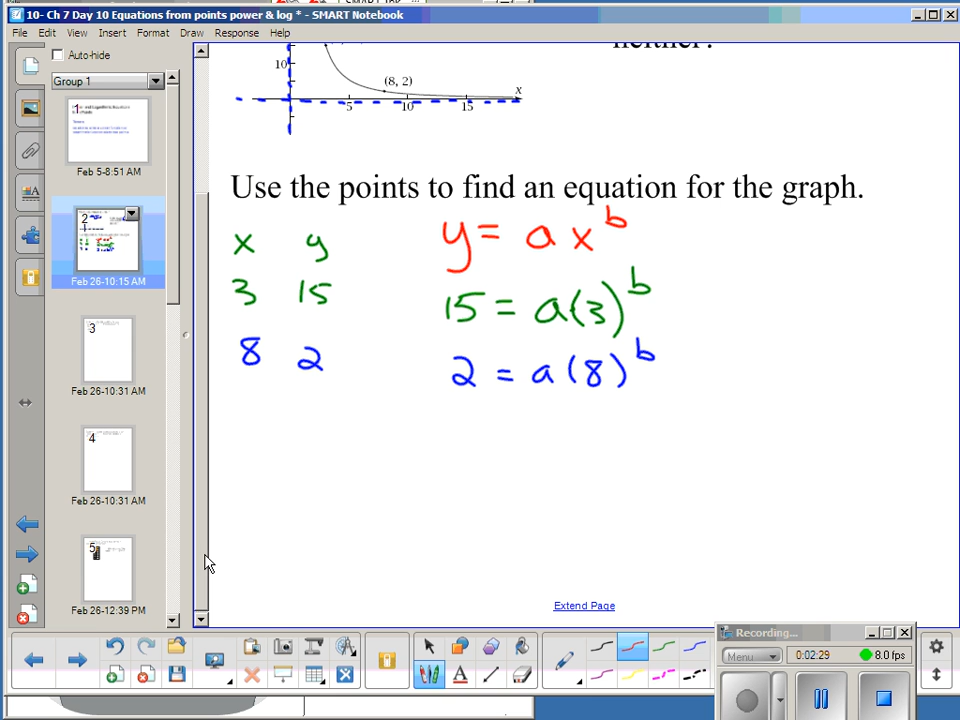 10- Ch 7 Day 10 Equations from points power & log * - SMART Notebook
File Edit View Insert Format Draw Response Help
Auto-hide
Group 1
1
Feb 5-8:51 AM
2
Feb 26-10:15 AM
3
Feb 26-10:31 AM
4
Feb 26-10:31 AM
5
Feb 26-12:39 PM
neither?
10
(8, 2)
x
5 10 15
Use the points to find an equation for the graph.
x y
3 15
8 2
y = a x^b
15 = a(3)^b
2 = a(8)^b
Extend Page
Recording...
Menu 0:02:29 8.0 fps